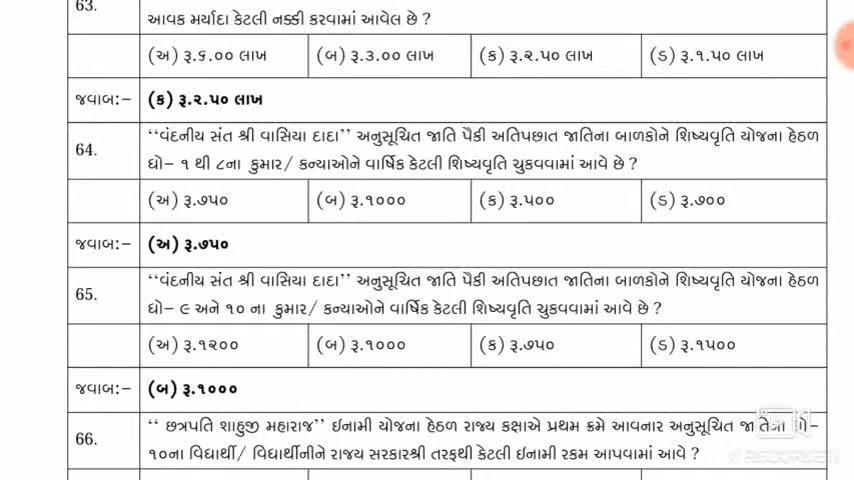 63.
આવક મર્યાદા કેટલી નક્કી કરવામાં આવેલ છે ?
(અ) રૂ.૬.૦૦ લાખ (બ) રૂ.૩.૦૦ લાખ (ક) રૂ.૨.૫૦ લાખ (ડ) રૂ.૧.૫૦ લાખ
જવાબ:– (ક) રૂ.૨.૫૦ લાખ
64. ‘‘વંદનીય સંત શ્રી વાસિયા દાદા’’ અનુસૂચિત જાતિ પૈકી અતિપછાત જાતિના બાળકોને શિષ્યવૃતિ યોજના હેઠળ
ધો– ૧ થી ૮ના કુમાર/ કન્યાઓને વાર્ષિક કેટલી શિષ્યવૃતિ ચુકવવામાં આવે છે ?
(અ) રૂ.૭૫૦ (બ) રૂ.૧૦૦૦ (ક) રૂ.૫૦૦ (ડ) રૂ.૭૦૦
જવાબ:– (અ) રૂ.૭૫૦
65. ‘‘વંદનીય સંત શ્રી વાસિયા દાદા’’ અનુસૂચિત જાતિ પૈકી અતિપછાત જાતિના બાળકોને શિષ્યવૃતિ યોજના હેઠળ
ધો– ૯ અને ૧૦ ના કુમાર/ કન્યાઓને વાર્ષિક કેટલી શિષ્યવૃતિ ચુકવવામાં આવે છે ?
(અ) રૂ.૧૨૦૦ (બ) રૂ.૧૦૦૦ (ક) રૂ.૭૫૦ (ડ) રૂ.૧૫૦૦
જવાબ:– (બ) રૂ.૧૦૦૦
66. ‘‘ છત્રપતિ શાહુજી મહારાજ’’ ઈનામી યોજના હેઠળ રાજ્ય કક્ષાએ પ્રથમ ક્રમે આવનાર અનુસૂચિત જાતિના ધો–
૧૦ના વિદ્યાર્થી/ વિદ્યાર્થીનીને રાજય સરકારશ્રી તરફથી કેટલી ઈનામી રકમ આપવામાં આવે ?